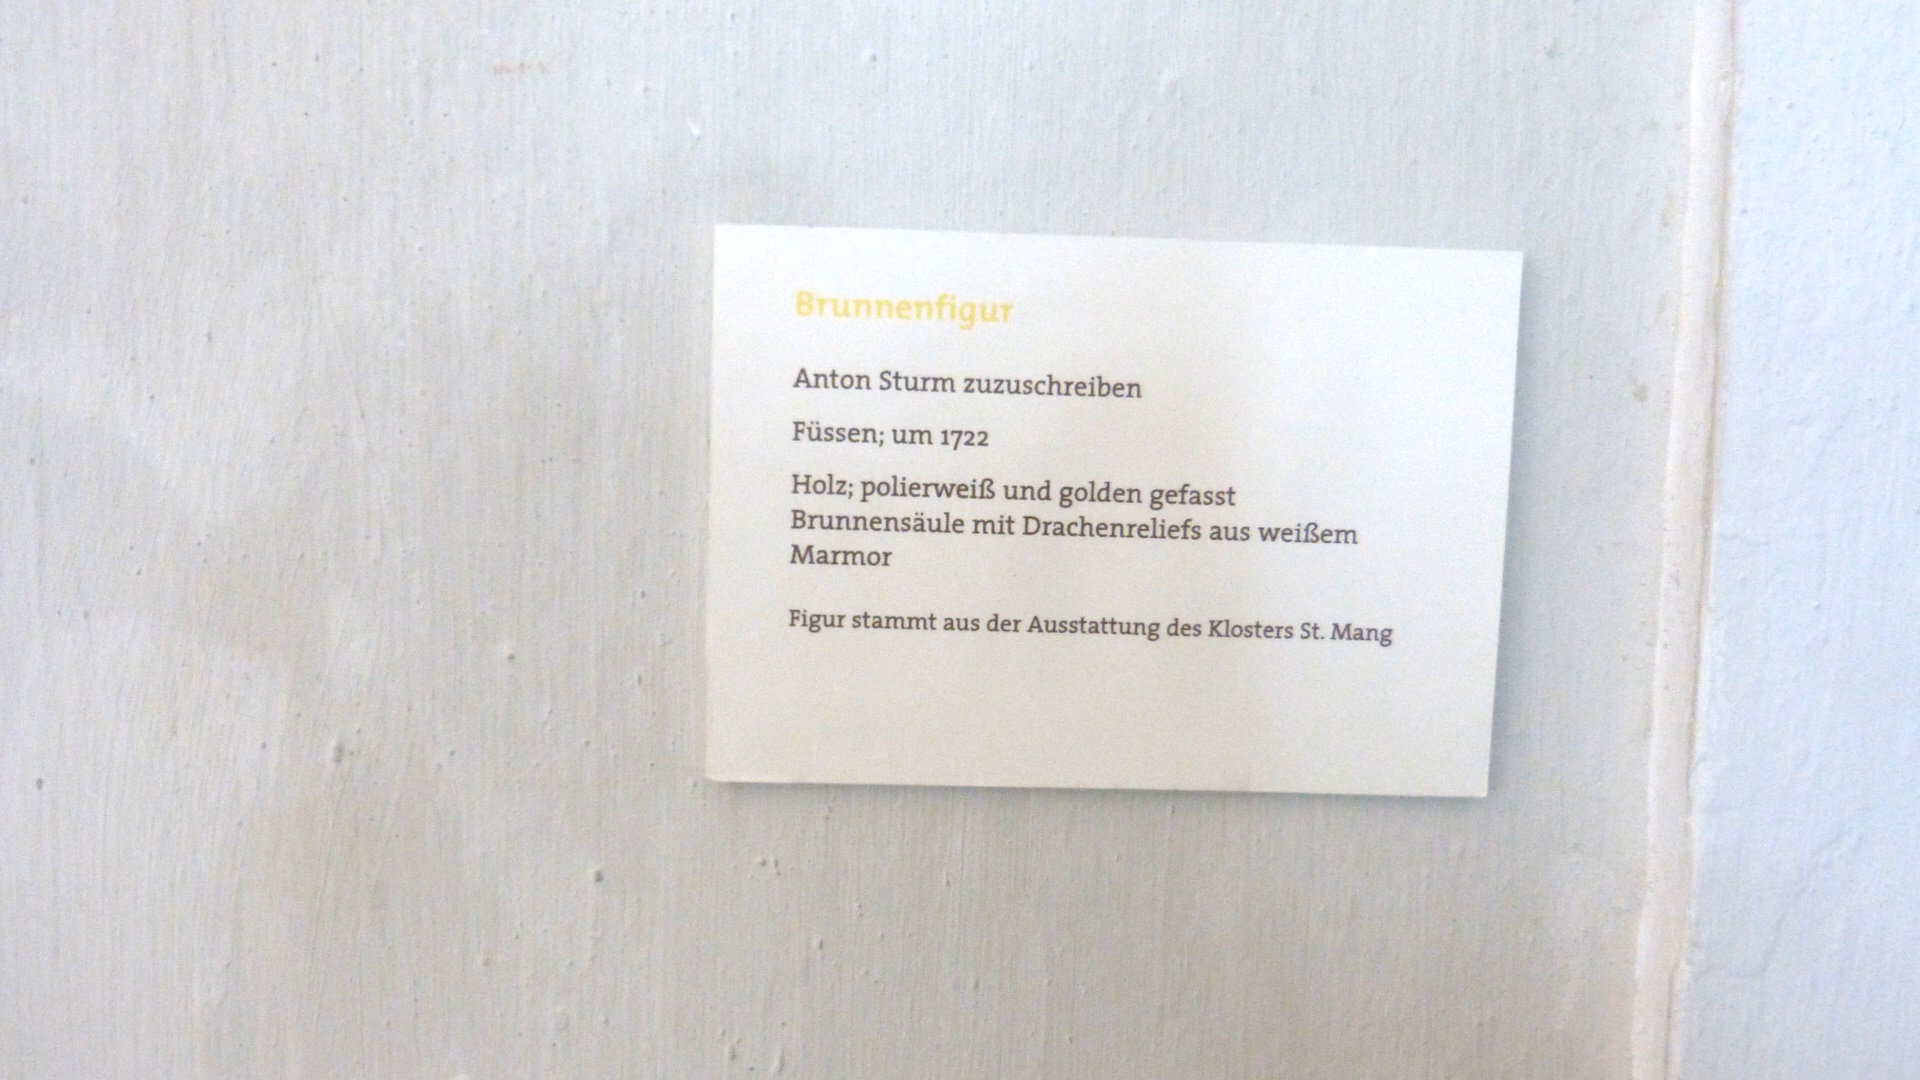 Brunnenfigur
Anton Sturm zuzuschreiben
Füssen; um 1722
Holz; polierweiß und golden gefasst
Brunnensäule mit Drachenreliefs aus weißem
Marmor
Figur stammt aus der Ausstattung des Klosters St. Mang